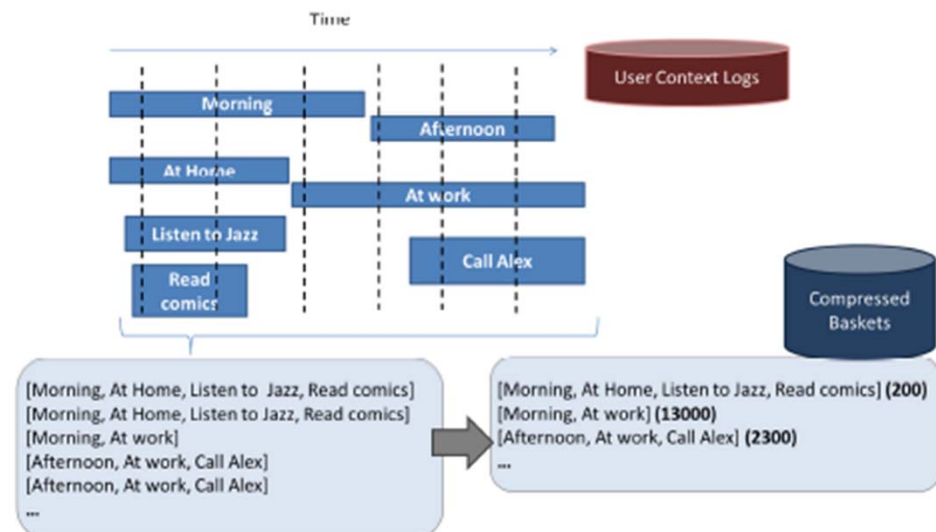 Time
User Context Logs
Morning
Afternoon
At Home
At work
Listen to Jazz
Call Alex
Read
comics
Compressed
Baskets
[Morning, At Home, Listen to Jazz, Read comics]
[Morning, At Home, Listen to Jazz, Read comics]
[Morning, At work]
[Afternoon, At work, Call Alex]
[Afternoon, At work, Call Alex]
...
[Morning, At Home, Listen to Jazz, Read comics] (200)
[Morning, At work] (13000)
[Afternoon, At work, Call Alex] (2300)
...